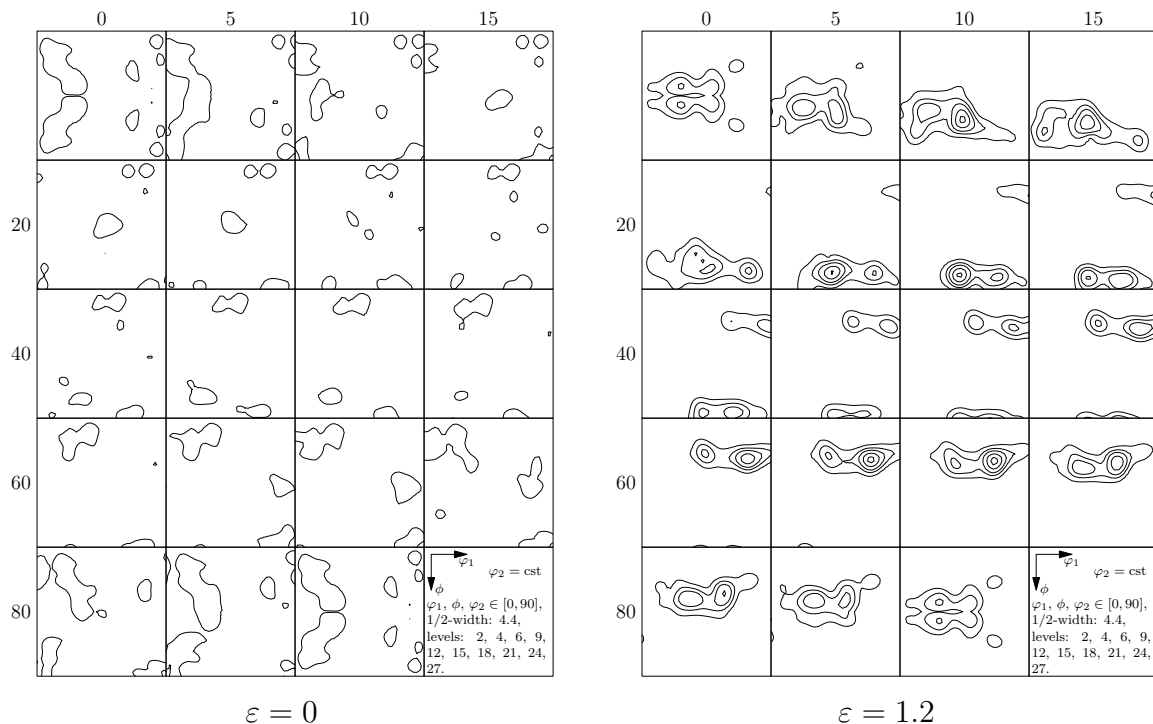 0 5 10 15
0 5 10 15
20
20
40
40
60
60
80
80
φ₁
φ₂ = cst
ϕ
φ₁, ϕ, φ₂ ∈ [0, 90],
1/2-width: 4.4,
levels: 2, 4, 6, 9,
12, 15, 18, 21, 24,
27.
φ₁
φ₂ = cst
ϕ
φ₁, ϕ, φ₂ ∈ [0, 90],
1/2-width: 4.4,
levels: 2, 4, 6, 9,
12, 15, 18, 21, 24,
27.
ε = 0
ε = 1.2